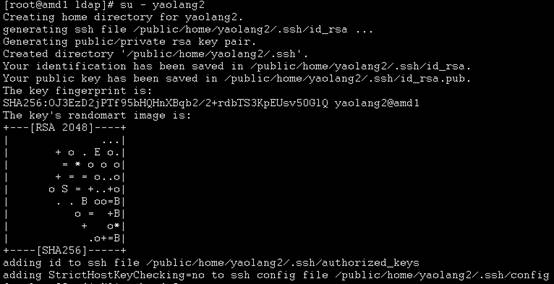 [root@amd1 ldap]# su - yaolang2
Creating home directory for yaolang2.
generating ssh file /public/home/yaolang2/.ssh/id_rsa ...
Generating public/private rsa key pair.
Created directory '/public/home/yaolang2/.ssh'.
Your identification has been saved in /public/home/yaolang2/.ssh/id_rsa.
Your public key has been saved in /public/home/yaolang2/.ssh/id_rsa.pub.
The key fingerprint is:
SHA256:OJ3EzD2jPTf95bHQHnXBqb2/2+rdbTS3KpEUsv50GlQ yaolang2@amd1
The key's randomart image is:
+---[RSA 2048]----+
|              ...|
|       + o . E o.|
|        = * o o o|
|       + = = o..o|
|      o S = +..+o|
|       . . B oo=B|
|          o =  +B|
|           +   o*|
|            .o+=B|
+----[SHA256]-----+
adding id to ssh file /public/home/yaolang2/.ssh/authorized_keys
adding StrictHostKeyChecking=no to ssh config file /public/home/yaolang2/.ssh/config